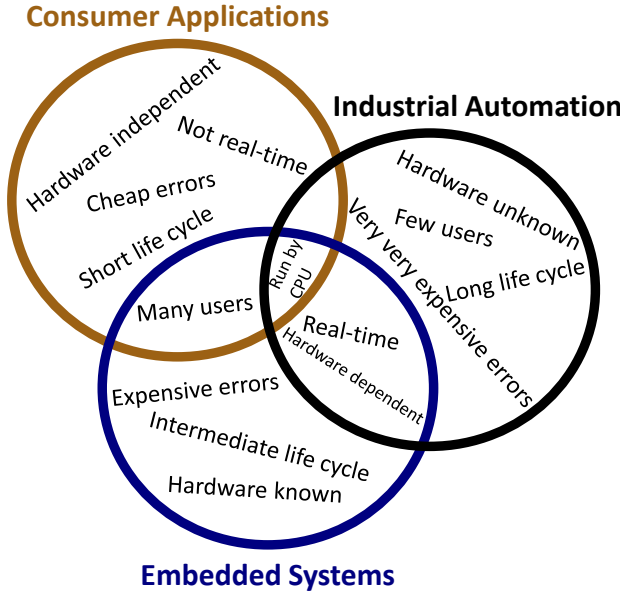 Consumer Applications
Industrial Automation
Hardware independent
Not real-time
Cheap errors
Short life cycle
Many users
Run by
CPU
Hardware unknown
Few users
Very very expensive errors
Long life cycle
Real-time
Hardware dependent
Expensive errors
Intermediate life cycle
Hardware known
Embedded Systems